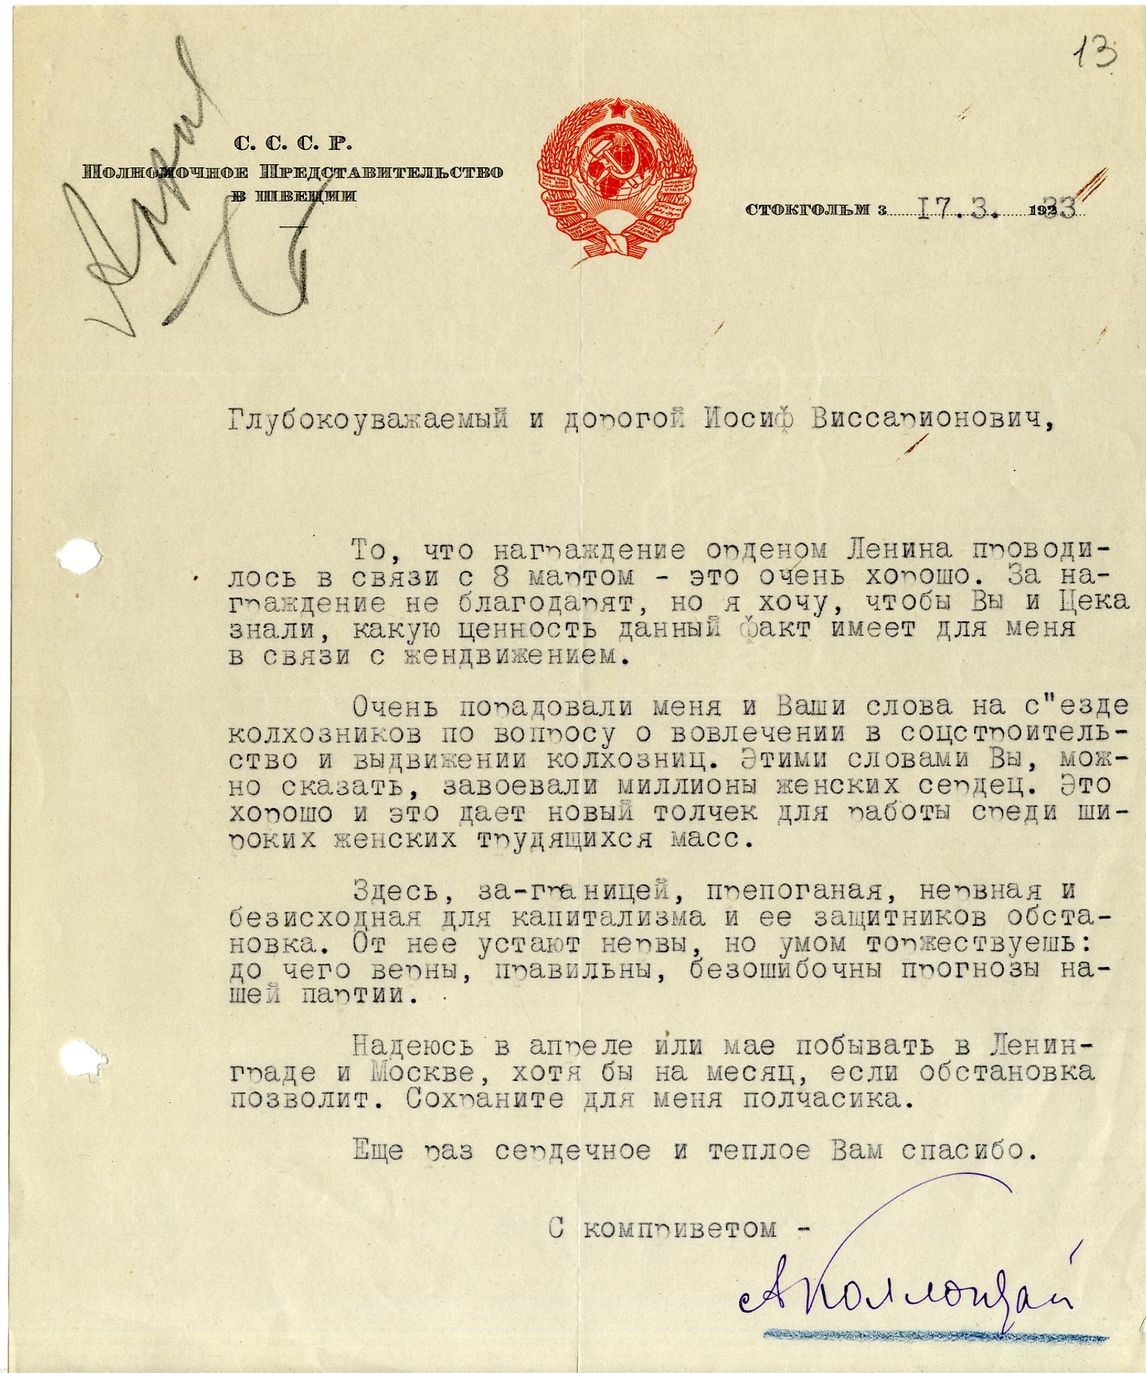 13
С. С. С. Р.
Полномочное Представительство
в Швеции
Стокгольм з 17.3. 1933
Глубокоуважаемый и дорогой Иосиф Виссарионович,
То, что награждение орденом Ленина проводи-
лось в связи с 8 мартом - это очень хорошо. За на-
граждение не благодарят, но я хочу, чтобы Вы и Цека
знали, какую ценность данный факт имеет для меня
в связи с жендвижением.
Очень порадовали меня и Ваши слова на с"езде
колхозников по вопросу о вовлечении в соцстроитель-
ство и выдвижении колхозниц. Этими словами Вы, мож-
но сказать, завоевали миллионы женских сердец. Это
хорошо и это дает новый толчек для работы среди ши-
роких женских трудящихся масс.
Здесь, за-границей, препоганая, нервная и
безисходная для капитализма и ее защитников обста-
новка. От нее устают нервы, но умом торжествуешь:
до чего верны, правильны, безошибочны прогнозы на-
шей партии.
Надеюсь в апреле или мае побывать в Ленин-
граде и Москве, хотя бы на месяц, если обстановка
позволит. Сохраните для меня полчасика.
Еще раз сердечное и теплое Вам спасибо.
С комприветом -
А Коллонтай